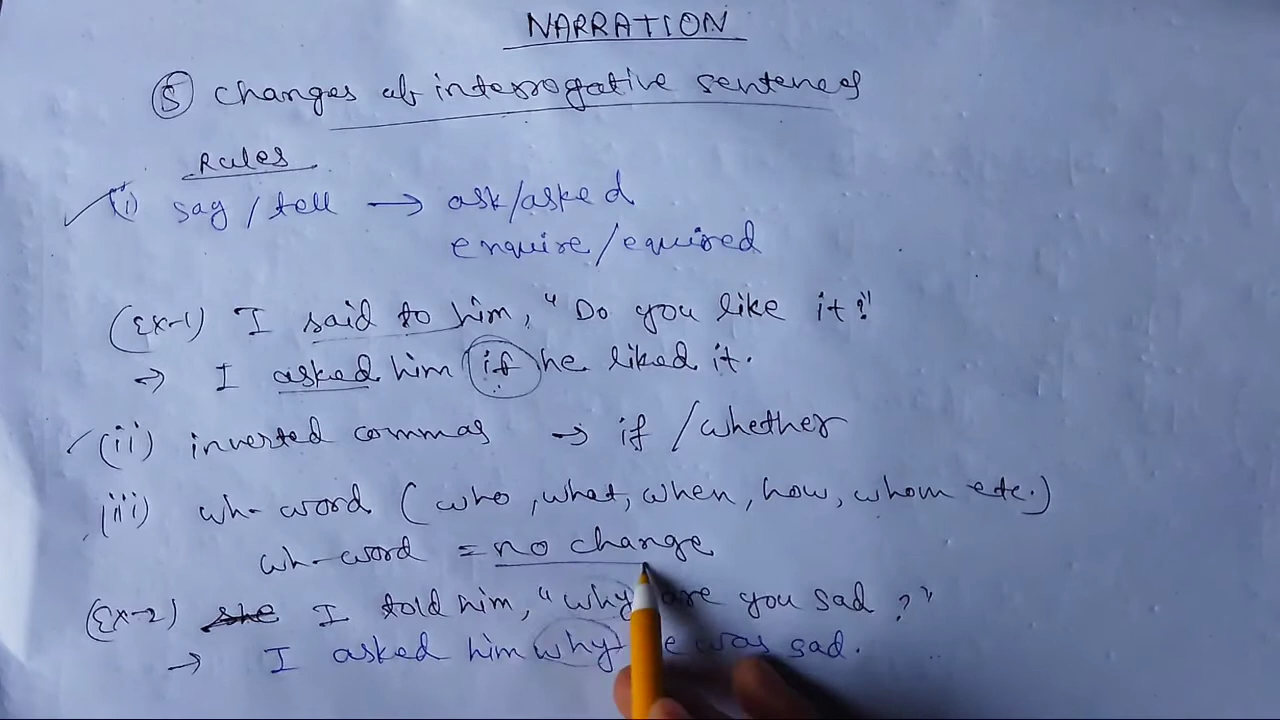 NARRATION
(5) changes of interrogative sentences
Rules
(i) say/tell → ask/asked
enquire/equired
(Ex-1) I said to him, "Do you like it?"
→ I asked him if he liked it.
(ii) inverted commas → if/whether
iii) wh-word (who, what, when, how, whom etc.)
wh-word = no change
(Ex-2) she I told him, "why are you sad?"
→ I asked him why he was sad.